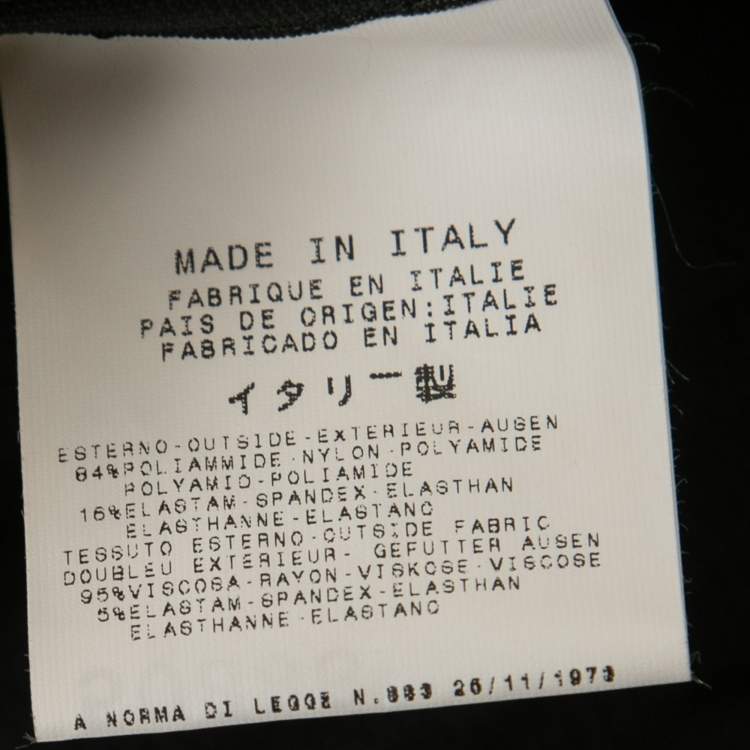 MADE IN ITALY
FABRIQUE EN ITALIE
PAIS DE ORIGEN:ITALIE
FABRICADO EN ITALIA
イタリー製
ESTERNO-OUTSIDE-EXTERIEUR-AUSEN
84%POLIAMMIDE-NYLON-POLYAMIDE
POLYAMID-POLIAMIDE
16%ELASTAM-SPANDEX-ELASTHAN
ELASTHANNE-ELASTANO
TESSUTO ESTERNO-OUTSIDE FABRIC
DOUBLEU EXTERIEUR- GEFUTTER AUSEN
95%VISCOSA-RAYON-VISKOSE-VISCOSE
5%ELASTAM-SPANDEX-ELASTHAN
ELASTHANNE-ELASTANO
A NORMA DI LEGGE N.883 26/11/1973